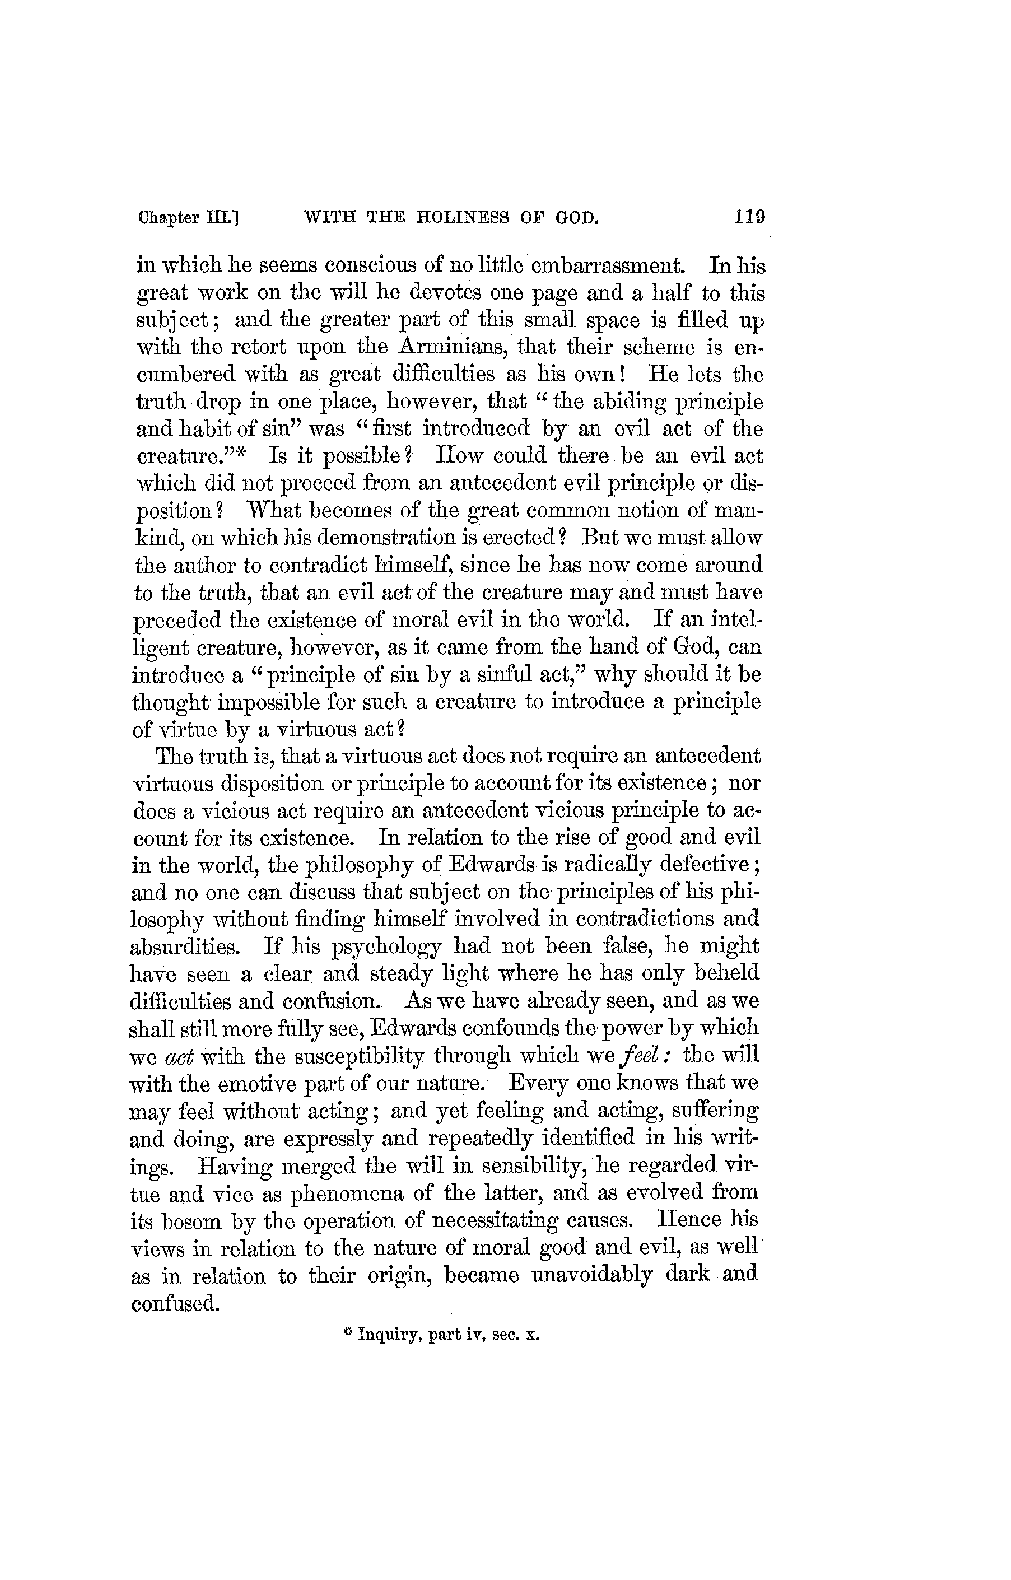 Chapter III.] WITH THE HOLINESS OF GOD. 119
in which he seems conscious of no little embarrassment. In his
great work on the will he devotes one page and a half to this
subject; and the greater part of this small space is filled up
with the retort upon the Arminians, that their scheme is en-
cumbered with as great difficulties as his own! He lets the
truth drop in one place, however, that "the abiding principle
and habit of sin" was "first introduced by an evil act of the
creature."* Is it possible? How could there be an evil act
which did not proceed from an antecedent evil principle or dis-
position? What becomes of the great common notion of man-
kind, on which his demonstration is erected? But we must allow
the author to contradict himself, since he has now come around
to the truth, that an evil act of the creature may and must have
preceded the existence of moral evil in the world. If an intel-
ligent creature, however, as it came from the hand of God, can
introduce a "principle of sin by a sinful act," why should it be
thought impossible for such a creature to introduce a principle
of virtue by a virtuous act?
The truth is, that a virtuous act does not require an antecedent
virtuous disposition or principle to account for its existence; nor
does a vicious act require an antecedent vicious principle to ac-
count for its existence. In relation to the rise of good and evil
in the world, the philosophy of Edwards is radically defective;
and no one can discuss that subject on the principles of his phi-
losophy without finding himself involved in contradictions and
absurdities. If his psychology had not been false, he might
have seen a clear and steady light where he has only beheld
difficulties and confusion. As we have already seen, and as we
shall still more fully see, Edwards confounds the power by which
we act with the susceptibility through which we feel: the will
with the emotive part of our nature. Every one knows that we
may feel without acting; and yet feeling and acting, suffering
and doing, are expressly and repeatedly identified in his writ-
ings. Having merged the will in sensibility, he regarded vir-
tue and vice as phenomena of the latter, and as evolved from
its bosom by the operation of necessitating causes. Hence his
views in relation to the nature of moral good and evil, as well
as in relation to their origin, became unavoidably dark and
confused.
* Inquiry, part iv, sec. x.